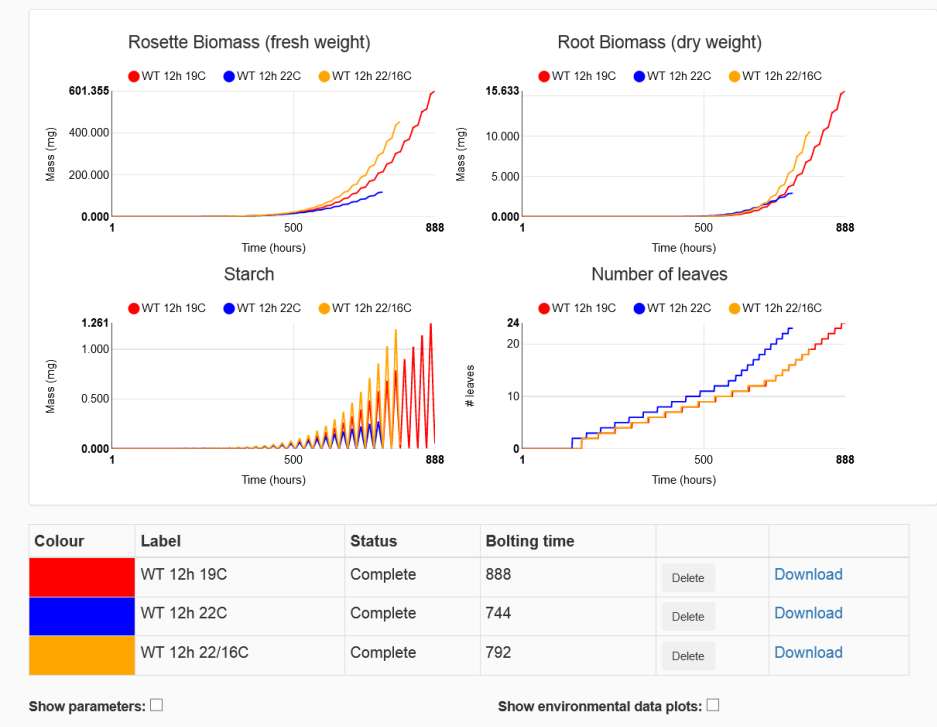 Rosette Biomass (fresh weight)
Root Biomass (dry weight)
WT 12h 19C WT 12h 22C WT 12h 22/16C
WT 12h 19C WT 12h 22C WT 12h 22/16C
Mass (mg)
601.355
400.000
200.000
0.000
1
500
888
Time (hours)
Mass (mg)
15.633
10.000
5.000
0.000
1
500
888
Time (hours)
Starch
Number of leaves
WT 12h 19C WT 12h 22C WT 12h 22/16C
WT 12h 19C WT 12h 22C WT 12h 22/16C
Mass (mg)
1.261
1.000
0.500
0.000
1
500
888
Time (hours)
# leaves
24
20
10
0
1
500
888
Time (hours)
Colour Label Status Bolting time
WT 12h 19C Complete 888 Delete Download
WT 12h 22C Complete 744 Delete Download
WT 12h 22/16C Complete 792 Delete Download
Show parameters: Show environmental data plots: